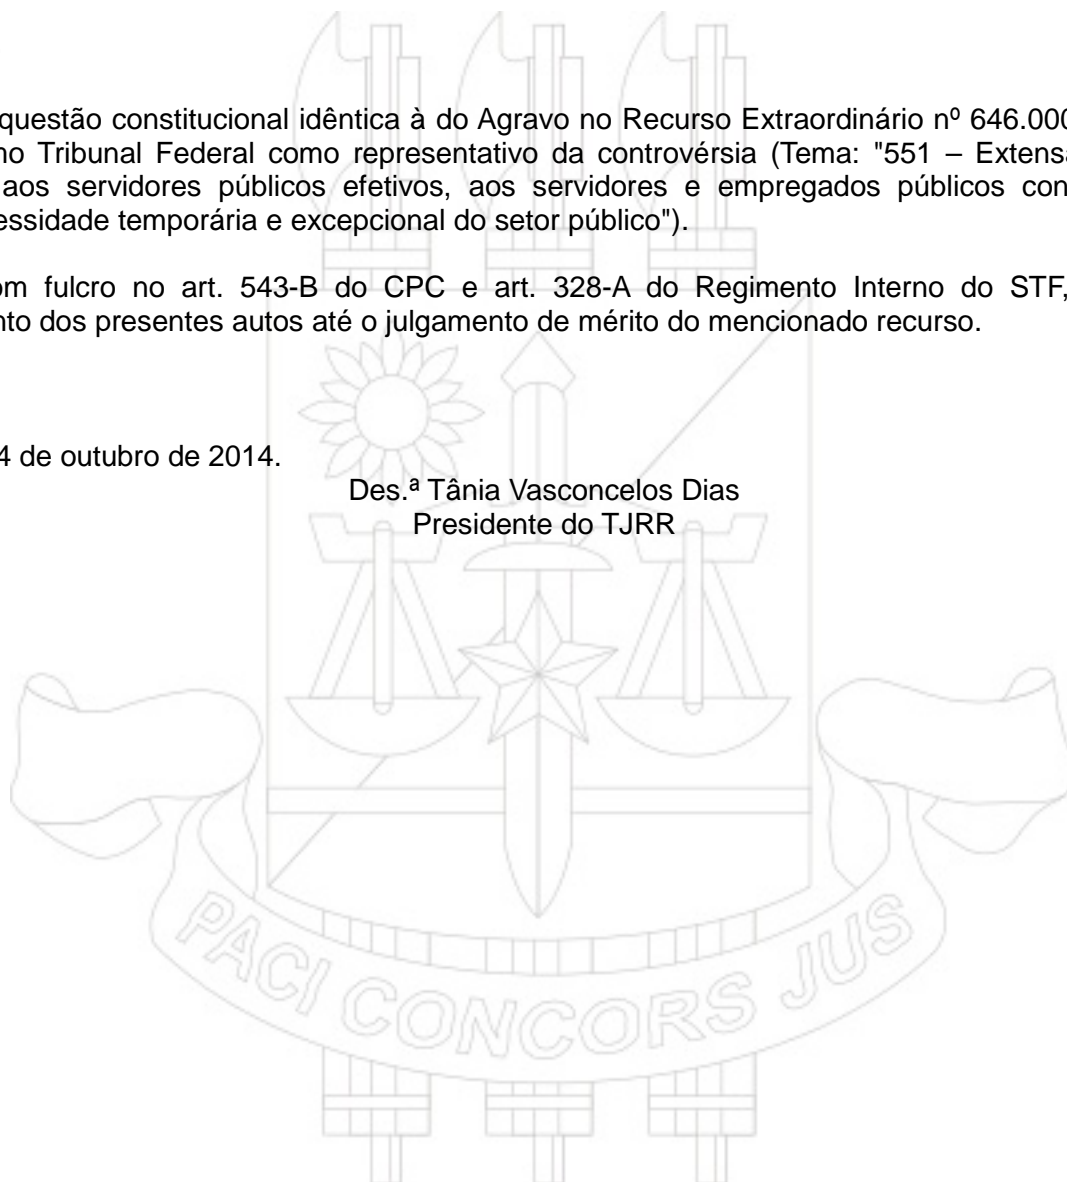 questão constitucional idêntica à do Agravo no Recurso Extraordinário nº 646.000
no Tribunal Federal como representativo da controvérsia (Tema: "551 – Extensã
aos servidores públicos efetivos, aos servidores e empregados públicos con
essidade temporária e excepcional do setor público").
om fulcro no art. 543-B do CPC e art. 328-A do Regimento Interno do STF,
nto dos presentes autos até o julgamento de mérito do mencionado recurso.
4 de outubro de 2014.
Des.ª Tânia Vasconcelos Dias
Presidente do TJRR
PACI CONCORS JUS